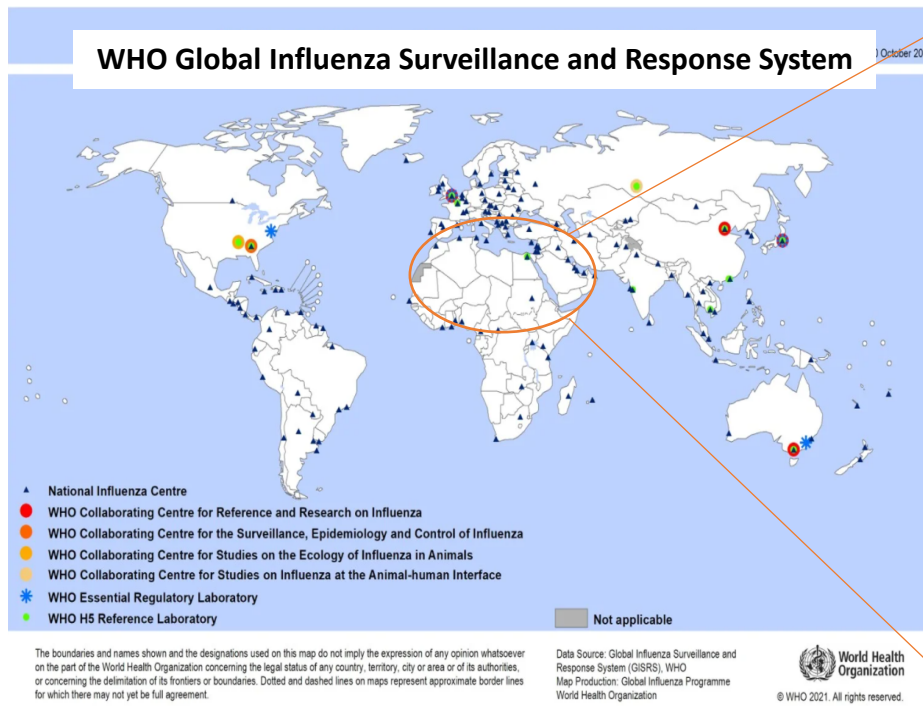 WHO Global Influenza Surveillance and Response System
October 20
National Influenza Centre
WHO Collaborating Centre for Reference and Research on Influenza
WHO Collaborating Centre for the Surveillance, Epidemiology and Control of Influenza
WHO Collaborating Centre for Studies on the Ecology of Influenza in Animals
WHO Collaborating Centre for Studies on Influenza at the Animal-human Interface
WHO Essential Regulatory Laboratory
WHO H5 Reference Laboratory
Not applicable
The boundaries and names shown and the designations used on this map do not imply the expression of any opinion whatsoever
on the part of the World Health Organization concerning the legal status of any country, territory, city or area or of its authorities,
or concerning the delimitation of its frontiers or boundaries. Dotted and dashed lines on maps represent approximate border lines
for which there may not yet be full agreement.
Data Source: Global Influenza Surveillance and
Response System (GISRS), WHO
Map Production: Global Influenza Programme
World Health Organization
World Health
Organization
© WHO 2021. All rights reserved.